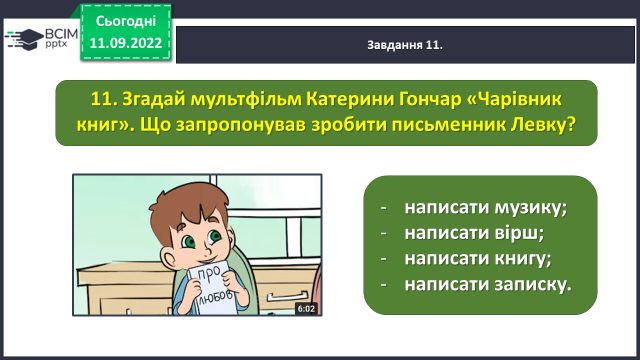 ВСІМ
pptx
Сьогодні
11.09.2022
Завдання 11.
11. Згадай мультфільм Катерини Гончар «Чарівник
книг». Що запропонував зробити письменник Левку?
ПРО
ЛЮБОВ
6:02
- написати музику;
- написати вірш;
- написати книгу;
- написати записку.